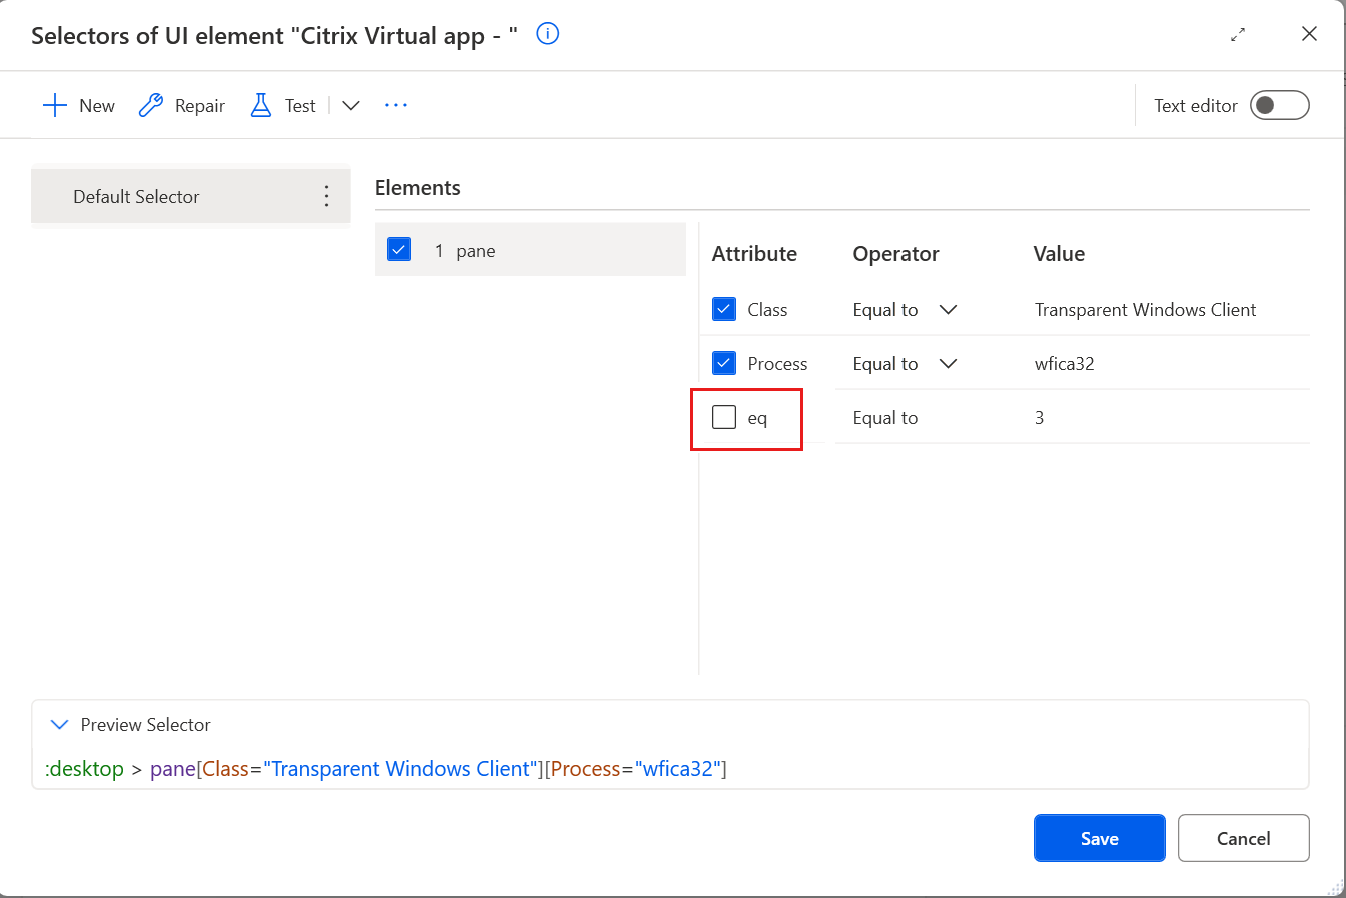 Selectors of UI element "Citrix Virtual app - "
New Repair Test Text editor
Default Selector
Elements
1 pane
Attribute Operator Value
Class Equal to Transparent Windows Client
Process Equal to wfica32
eq Equal to 3
Preview Selector
:desktop > pane[Class="Transparent Windows Client"][Process="wfica32"]
Save Cancel